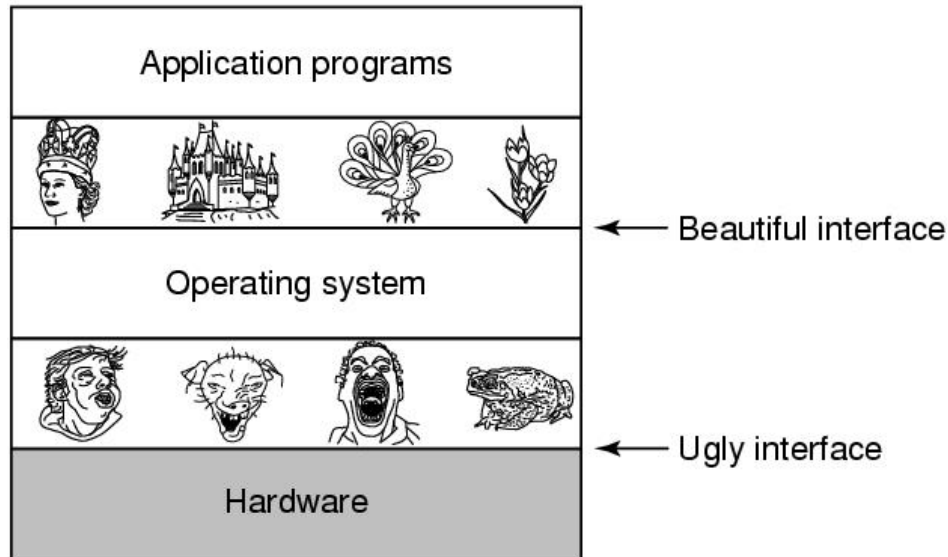 Application programs
Beautiful interface
Operating system
Ugly interface
Hardware